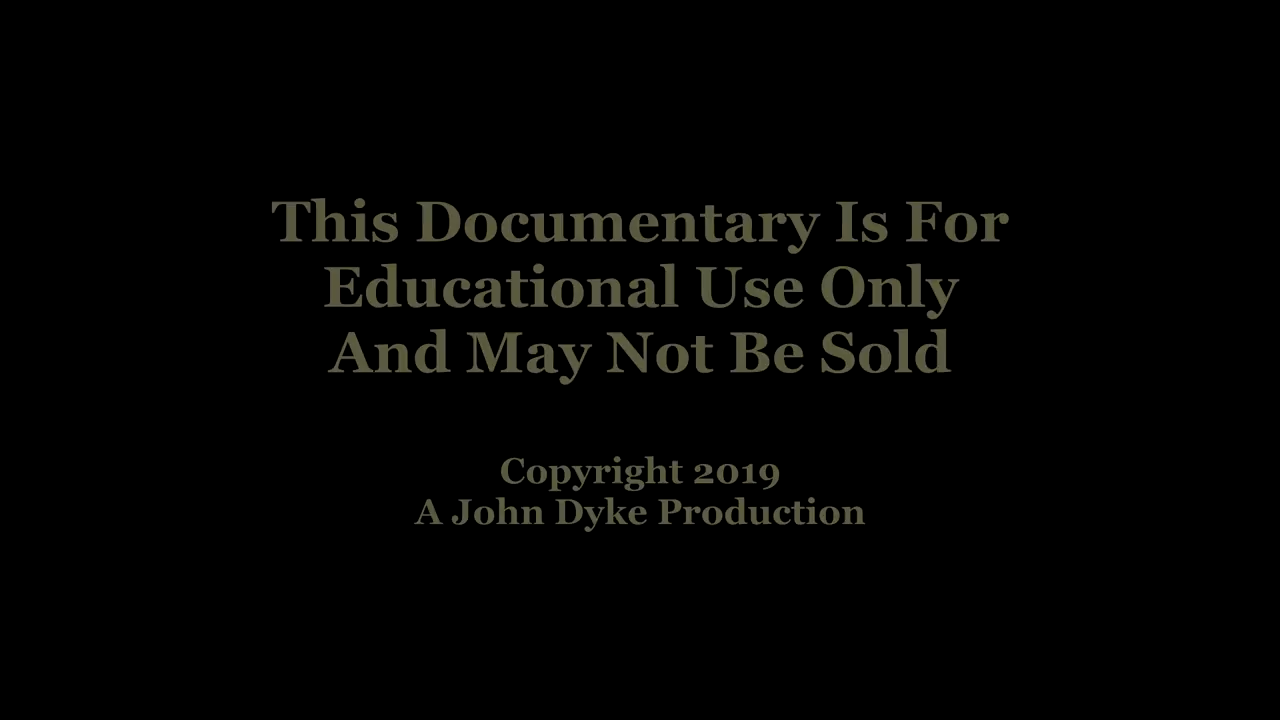 This Documentary Is For
Educational Use Only
And May Not Be Sold
Copyright 2019
A John Dyke Production